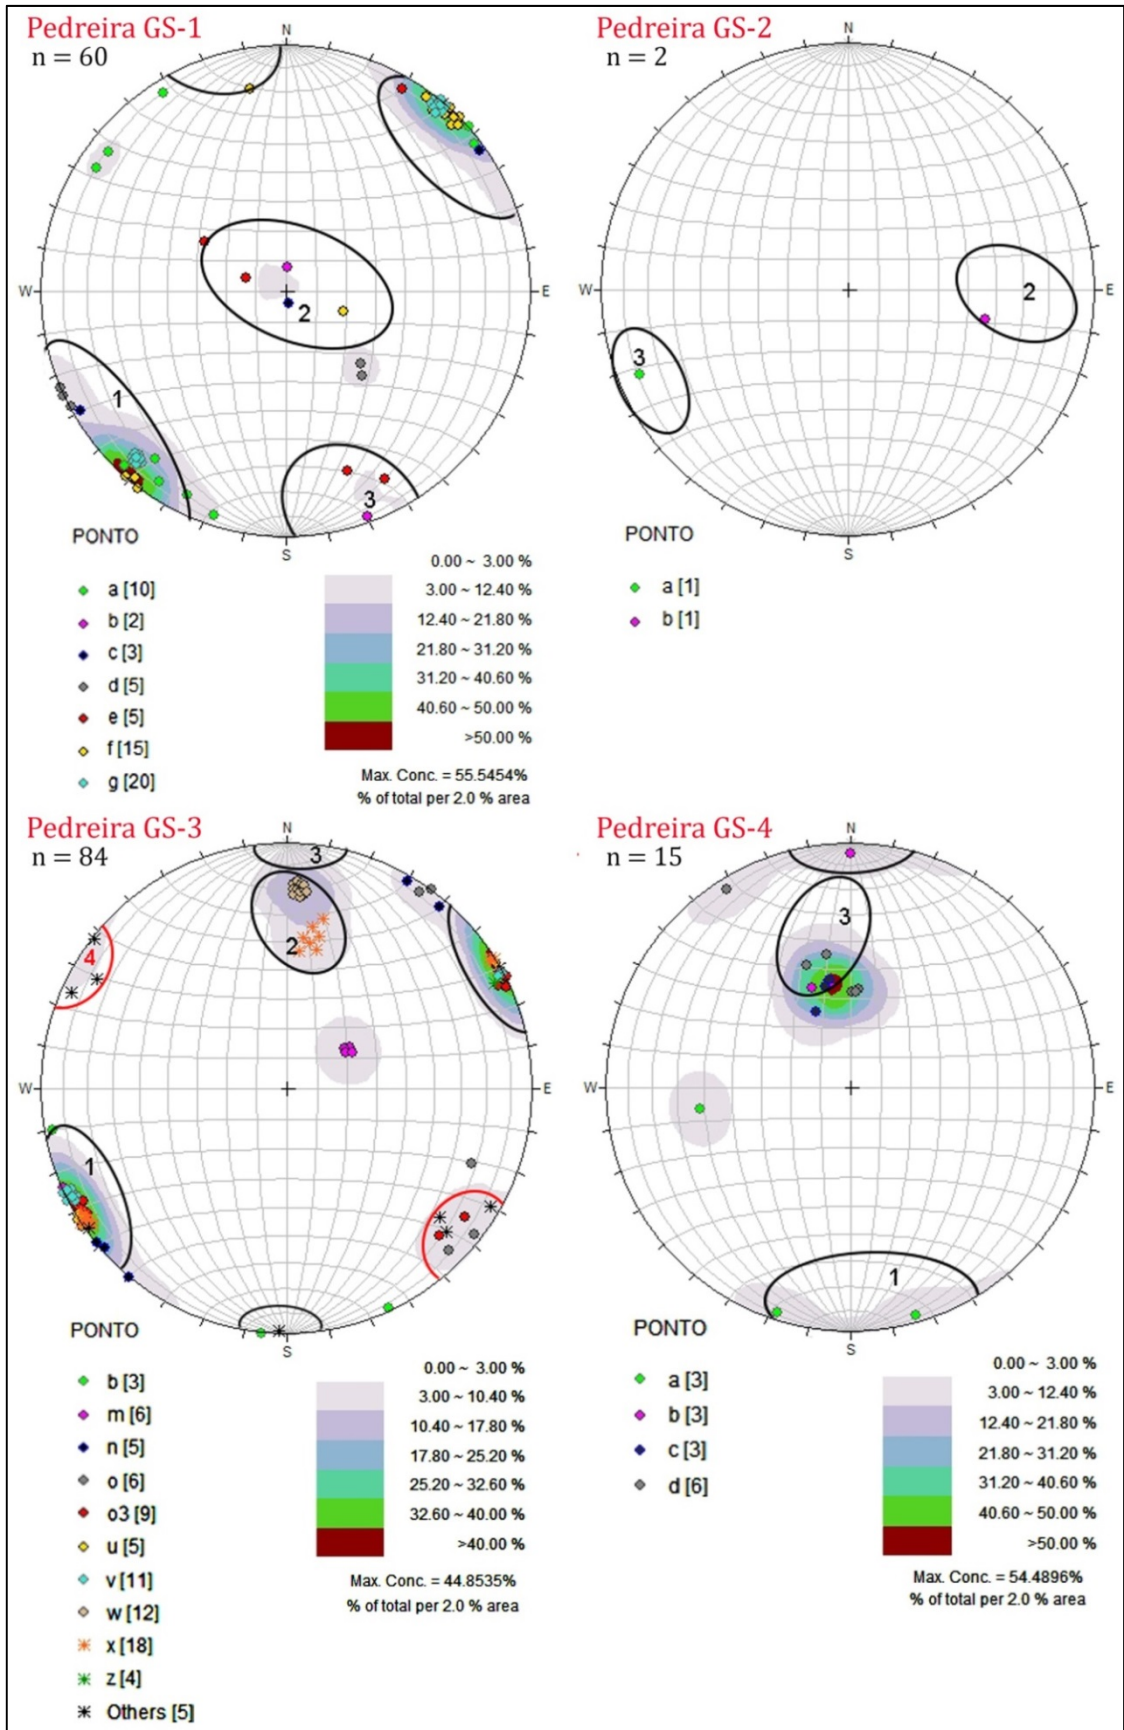 Pedreira GS-1
n = 60
N
W
E
1
2
3
S
PONTO
a [10]
b [2]
c [3]
d [5]
e [5]
f [15]
g [20]
0.00 ~ 3.00 %
3.00 ~ 12.40 %
12.40 ~ 21.80 %
21.80 ~ 31.20 %
31.20 ~ 40.60 %
40.60 ~ 50.00 %
>50.00 %
Max. Conc. = 55.5454%
% of total per 2.0 % area
Pedreira GS-2
n = 2
N
W
E
2
3
S
PONTO
a [1]
b [1]
Pedreira GS-3
n = 84
N
3
2
4
W
E
1
S
PONTO
b [3]
m [6]
n [5]
o [6]
o3 [9]
u [5]
v [11]
w [12]
x [18]
z [4]
Others [5]
0.00 ~ 3.00 %
3.00 ~ 10.40 %
10.40 ~ 17.80 %
17.80 ~ 25.20 %
25.20 ~ 32.60 %
32.60 ~ 40.00 %
>40.00 %
Max. Conc. = 44.8535%
% of total per 2.0 % area
Pedreira GS-4
n = 15
N
3
W
E
1
S
PONTO
a [3]
b [3]
c [3]
d [6]
0.00 ~ 3.00 %
3.00 ~ 12.40 %
12.40 ~ 21.80 %
21.80 ~ 31.20 %
31.20 ~ 40.60 %
40.60 ~ 50.00 %
>50.00 %
Max. Conc. = 54.4896%
% of total per 2.0 % area